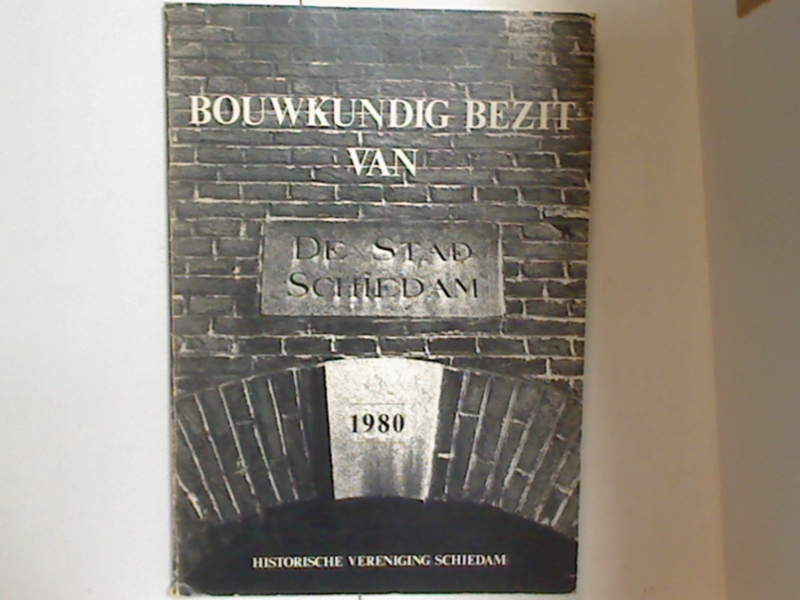 BOUWKUNDIG BEZIT
VAN
DE STAD
SCHIEDAM
1980
HISTORISCHE VERENIGING SCHIEDAM